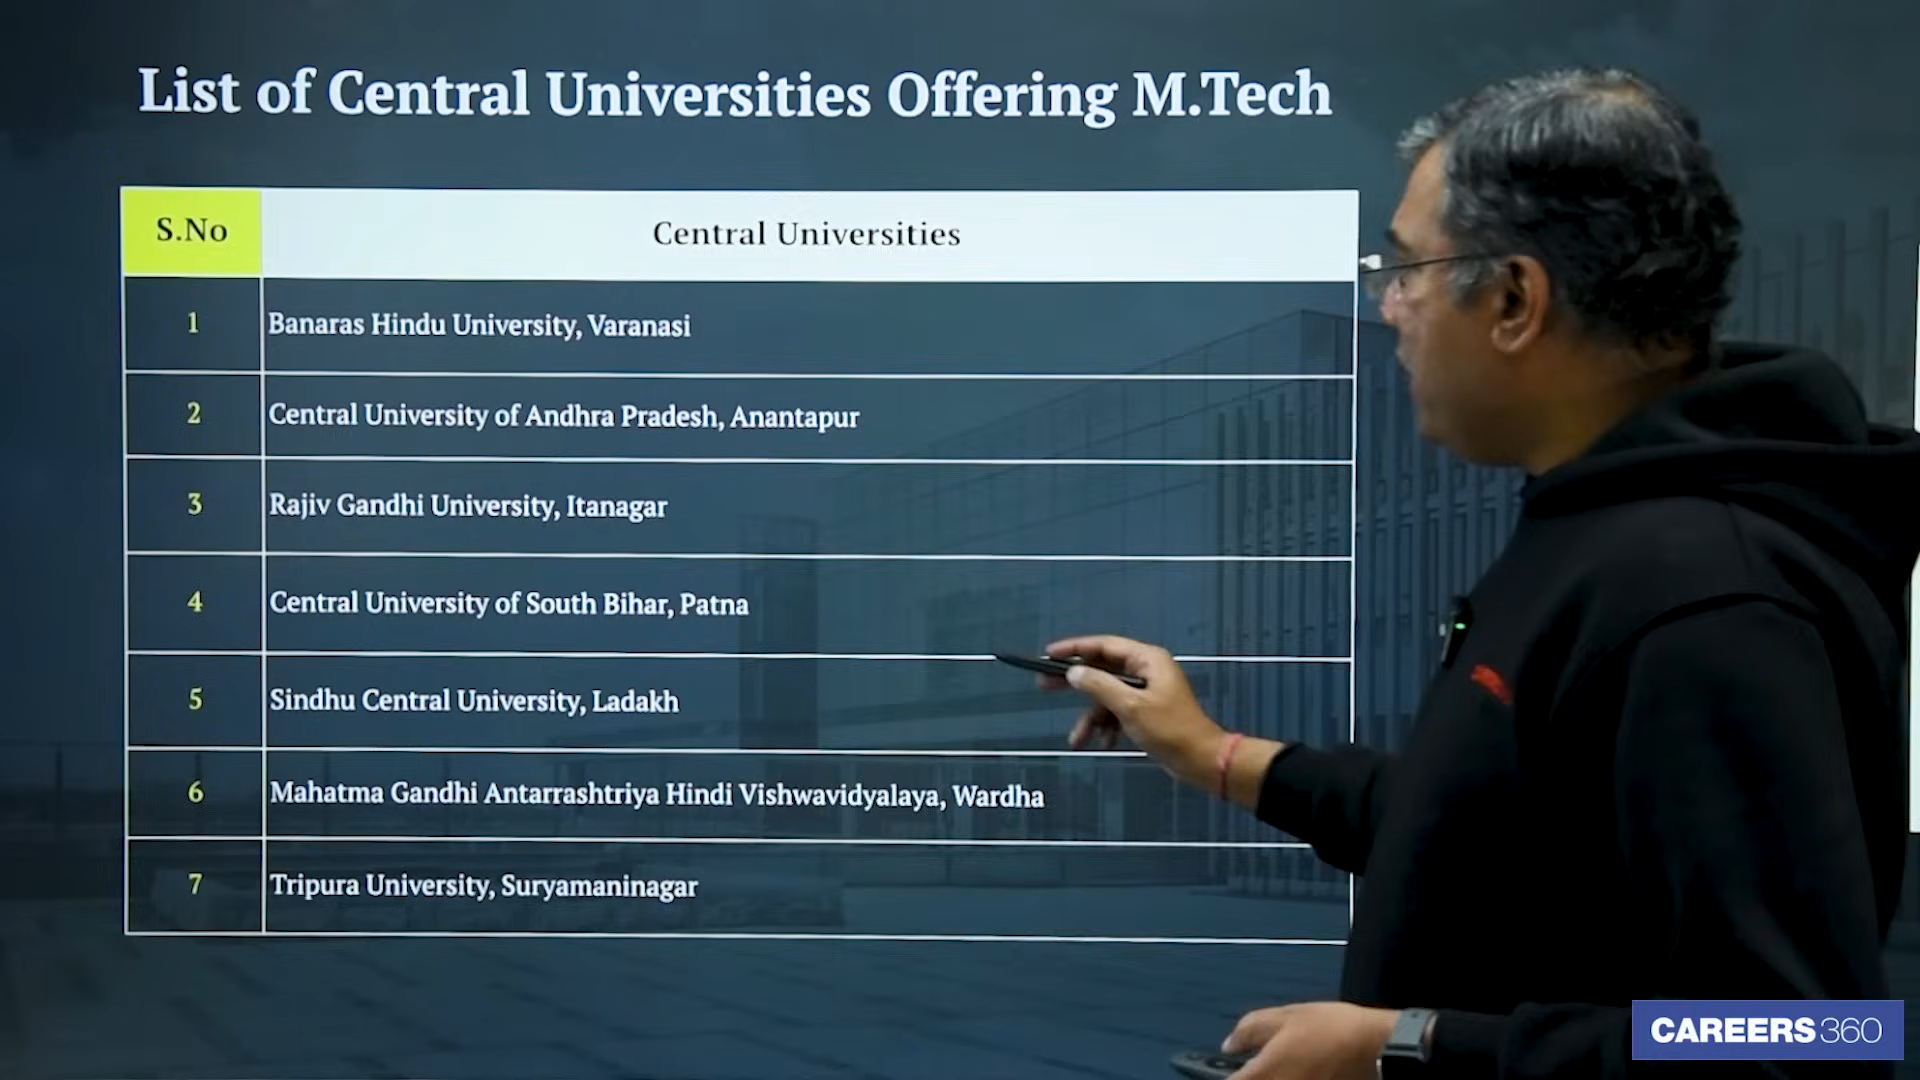 List of Central Universities Offering M.Tech
S.No Central Universities
1 Banaras Hindu University, Varanasi
2 Central University of Andhra Pradesh, Anantapur
3 Rajiv Gandhi University, Itanagar
4 Central University of South Bihar, Patna
5 Sindhu Central University, Ladakh
6 Mahatma Gandhi Antarrashtriya Hindi Vishwavidyalaya, Wardha
7 Tripura University, Suryamaninagar
CAREERS360